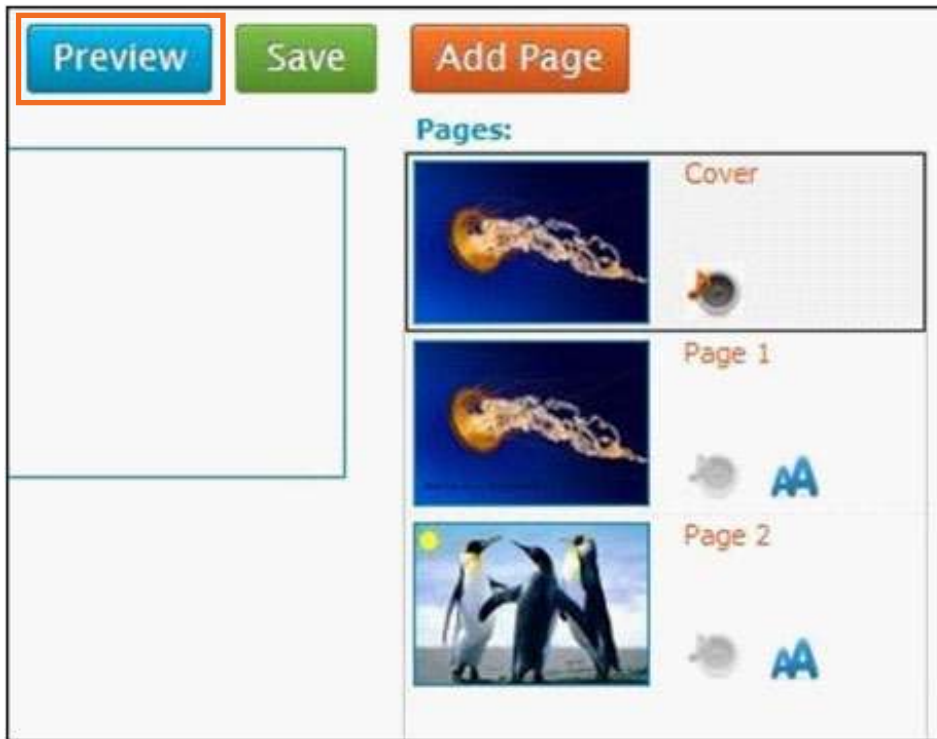 Preview Save Add Page
Pages:
Cover
Page 1
AA
Page 2
AA